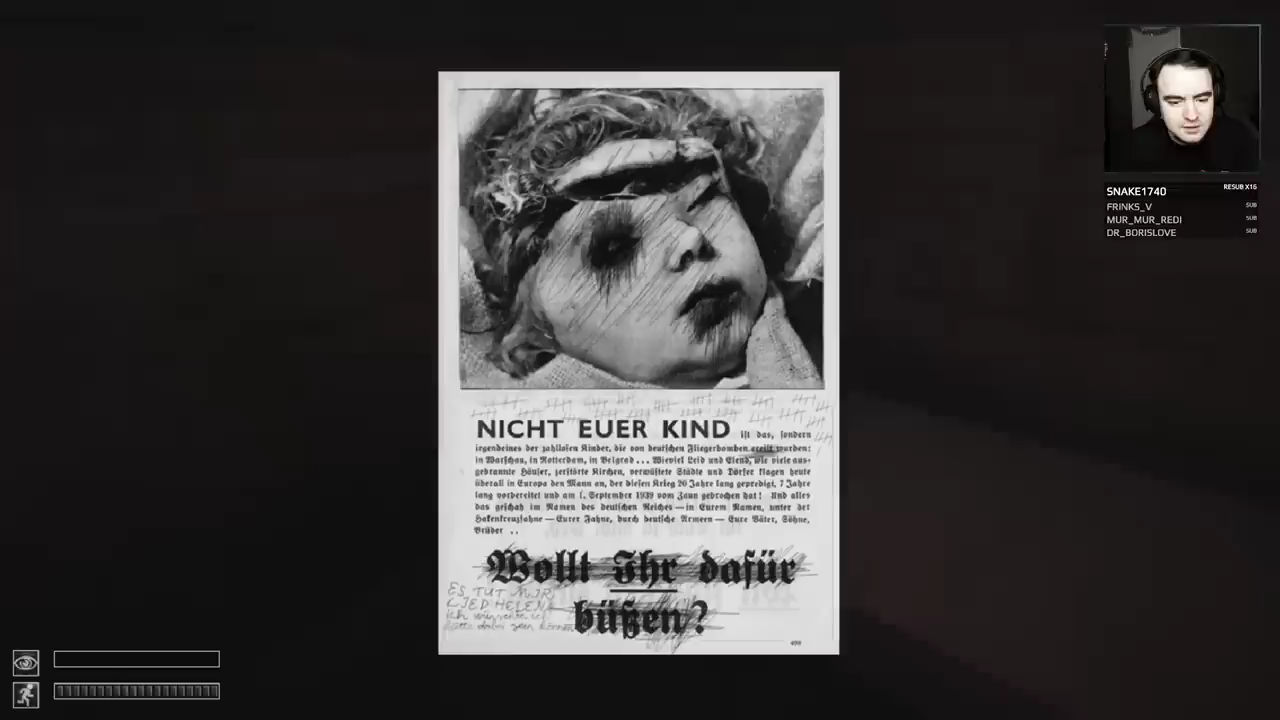 SNAKE1740 RESUB X16
FRINKS_V SUB
MUR_MUR_REDI SUB
DR_BORISLOVE SUB
NICHT EUER KIND ist das, sondern
irgendeines der zahllosen Kinder, die von deutschen Fliegerbomben ereilt wurden:
in Warschau, in Rotterdam, in Belgrad ... Wieviel Leid und Elend, wie viele aus-
gebrannte Häuser, zerstörte Kirchen, verwüstete Städte und Dörfer klagen heute
überall in Europa den Mann an, der diesen Krieg 20 Jahre lang gepredigt, 7 Jahre
lang vorbereitet und am 1. September 1939 vom Zaun gebrochen hat! Und alles
das geschah im Namen des deutschen Reiches — in Eurem Namen, unter der
Hakenkreuzfahne — Eurer Fahne, durch deutsche Armeen — Eure Väter, Söhne,
Brüder ..
Wollt Ihr dafür
büßen?
ES TUT MIR
LIED HELENA